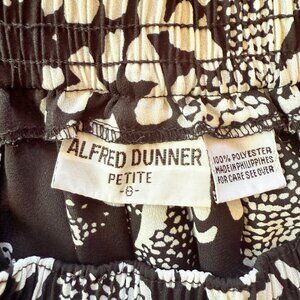 ALFRED DUNNER
PETITE
-8-
100% POLYESTER
MADE IN PHILIPPINES
FOR CARE SEE OVER